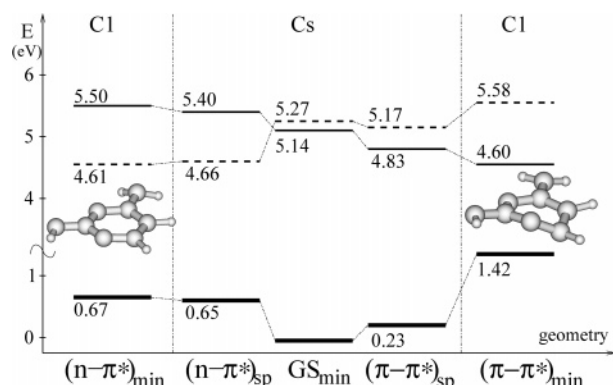 E
(eV)
C1
Cs
C1
6
5
4
1
0
5.50
5.40
5.27
5.17
5.58
5.14
4.83
4.60
4.61
4.66
0.67
0.65
0.23
1.42
geometry
(n-π*)min
(n-π*)sp
GSmin
(π-π*)sp
(π-π*)min